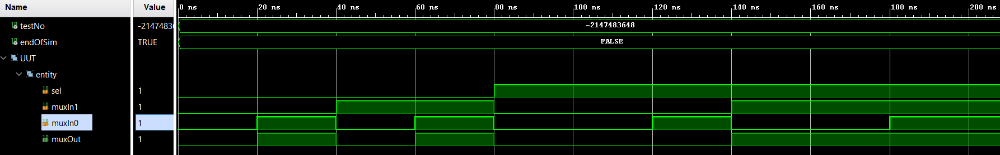 Name Value 0 ns 20 ns 40 ns 60 ns 80 ns 100 ns 120 ns 140 ns 160 ns 180 ns 200 ns
testNo -2147483 -2147483648
endOfSim TRUE FALSE
UUT
entity
sel 1
muxIn1 1
muxIn0 1
muxOut 1